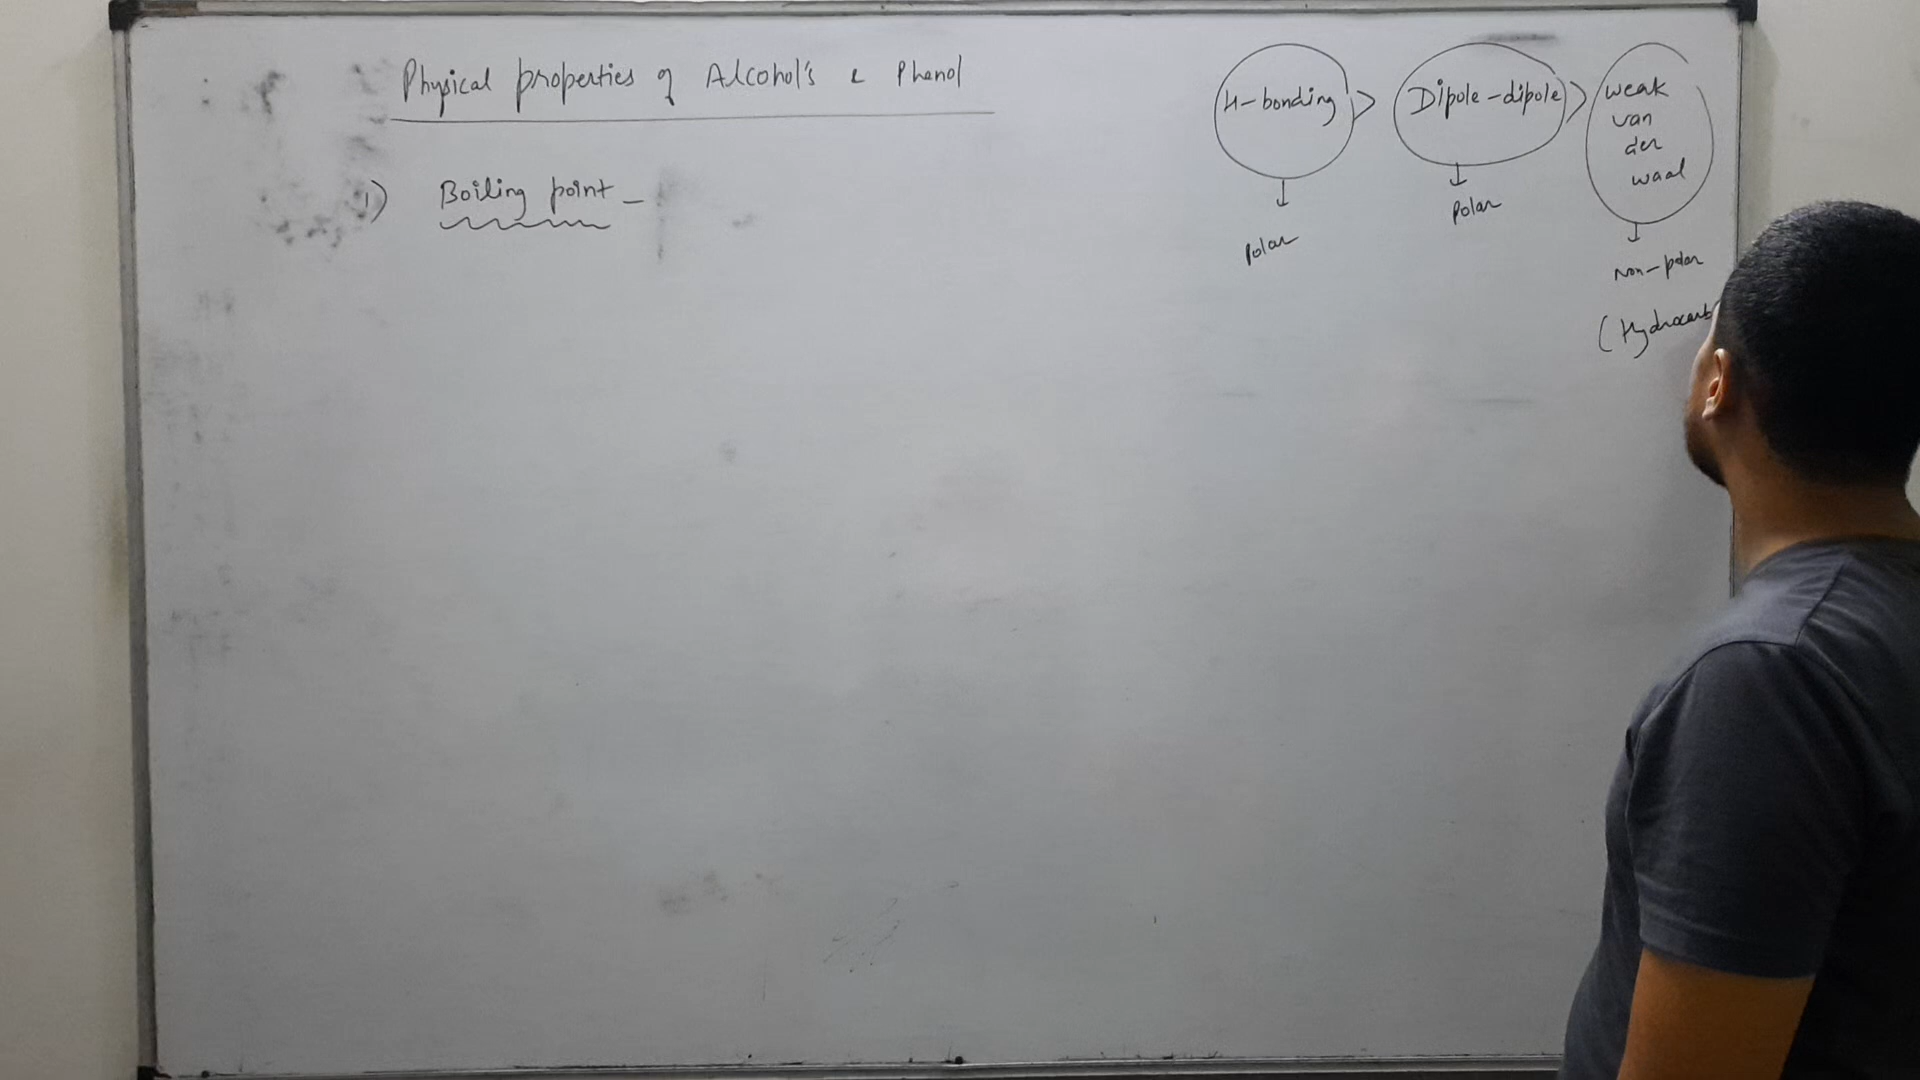 Physical properties of Alcohol's & Phenol
1) Boiling point -
H-bonding > Dipole-dipole > weak
van
der
waal
Polar
Polar
Non-polar
(Hydrocarb